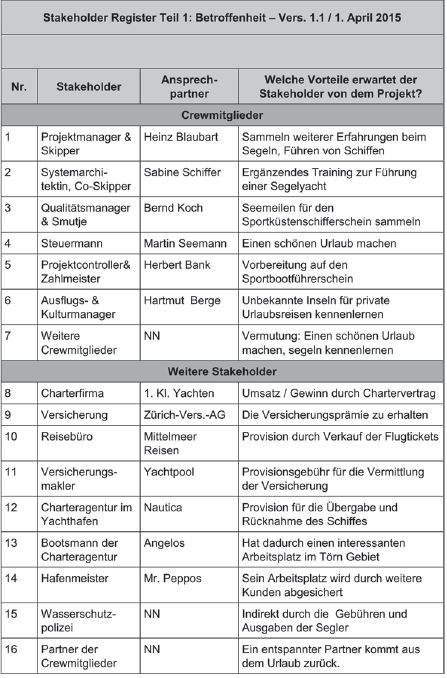 Stakeholder Register Teil 1: Betroffenheit – Vers. 1.1 / 1. April 2015
Nr. Stakeholder Ansprech-partner Welche Vorteile erwartet der
Stakeholder von dem Projekt?
Crewmitglieder
1 Projektmanager & Heinz Blaubart Sammeln weiterer Erfahrungen beim
Skipper Segeln, Führen von Schiffen
2 Systemarchi- Sabine Schiffer Ergänzendes Training zur Führung
tektin, Co-Skipper einer Segelyacht
3 Qualitätsmanager Bernd Koch Seemeilen für den
& Smutje Sportküstenschifferschein sammeln
4 Steuermann Martin Seemann Einen schönen Urlaub machen
5 Projektcontroller& Herbert Bank Vorbereitung auf den
Zahlmeister Sportbootführerschein
6 Ausflugs- & Hartmut Berge Unbekannte Inseln für private
Kulturmanager Urlaubsreisen kennenlernen
7 Weitere NN Vermutung: Einen schönen Urlaub
Crewmitglieder machen, segeln kennenlernen
Weitere Stakeholder
8 Charterfirma 1. Kl. Yachten Umsatz / Gewinn durch Chartervertrag
9 Versicherung Zürich-Vers.-AG Die Versicherungsprämie zu erhalten
10 Reisebüro Mittelmeer Provision durch Verkauf der Flugtickets
Reisen
11 Versicherungs- Yachtpool Provisionsgebühr für die Vermittlung
makler der Versicherung
12 Charteragentur im Nautica Provision für die Übergabe und
Yachthafen Rücknahme des Schiffes
13 Bootsmann der Angelos Hat dadurch einen interessanten
Charteragentur Arbeitsplatz im Törn Gebiet
14 Hafenmeister Mr. Peppos Sein Arbeitsplatz wird durch weitere
Kunden abgesichert
15 Wasserschutz- NN Indirekt durch die Gebühren und
polizei Ausgaben der Segler
16 Partner der NN Ein entspannter Partner kommt aus
Crewmitglieder dem Urlaub zurück.